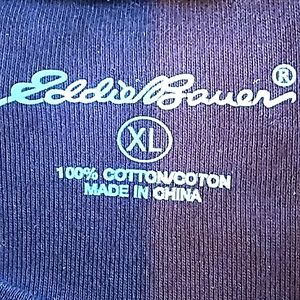 Eddie Bauer®
XL
100% COTTON/COTON
MADE IN CHINA